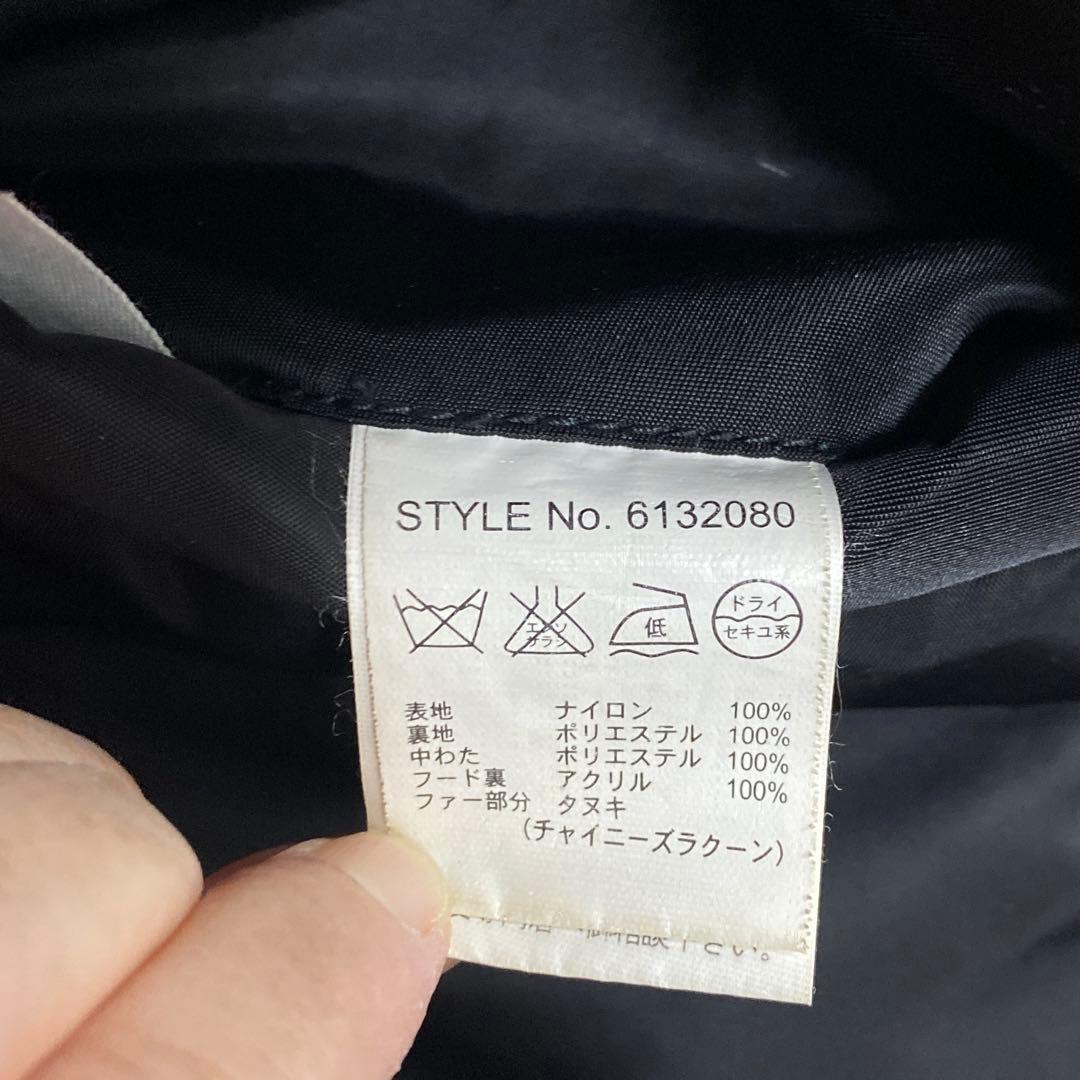 STYLE No. 6132080
エンソ
サラシ
低
ドライ
セキユ系
表地 ナイロン 100%
裏地 ポリエステル 100%
中わた ポリエステル 100%
フード裏 アクリル 100%
ファー部分 タヌキ
(チャイニーズラクーン)
下さい。